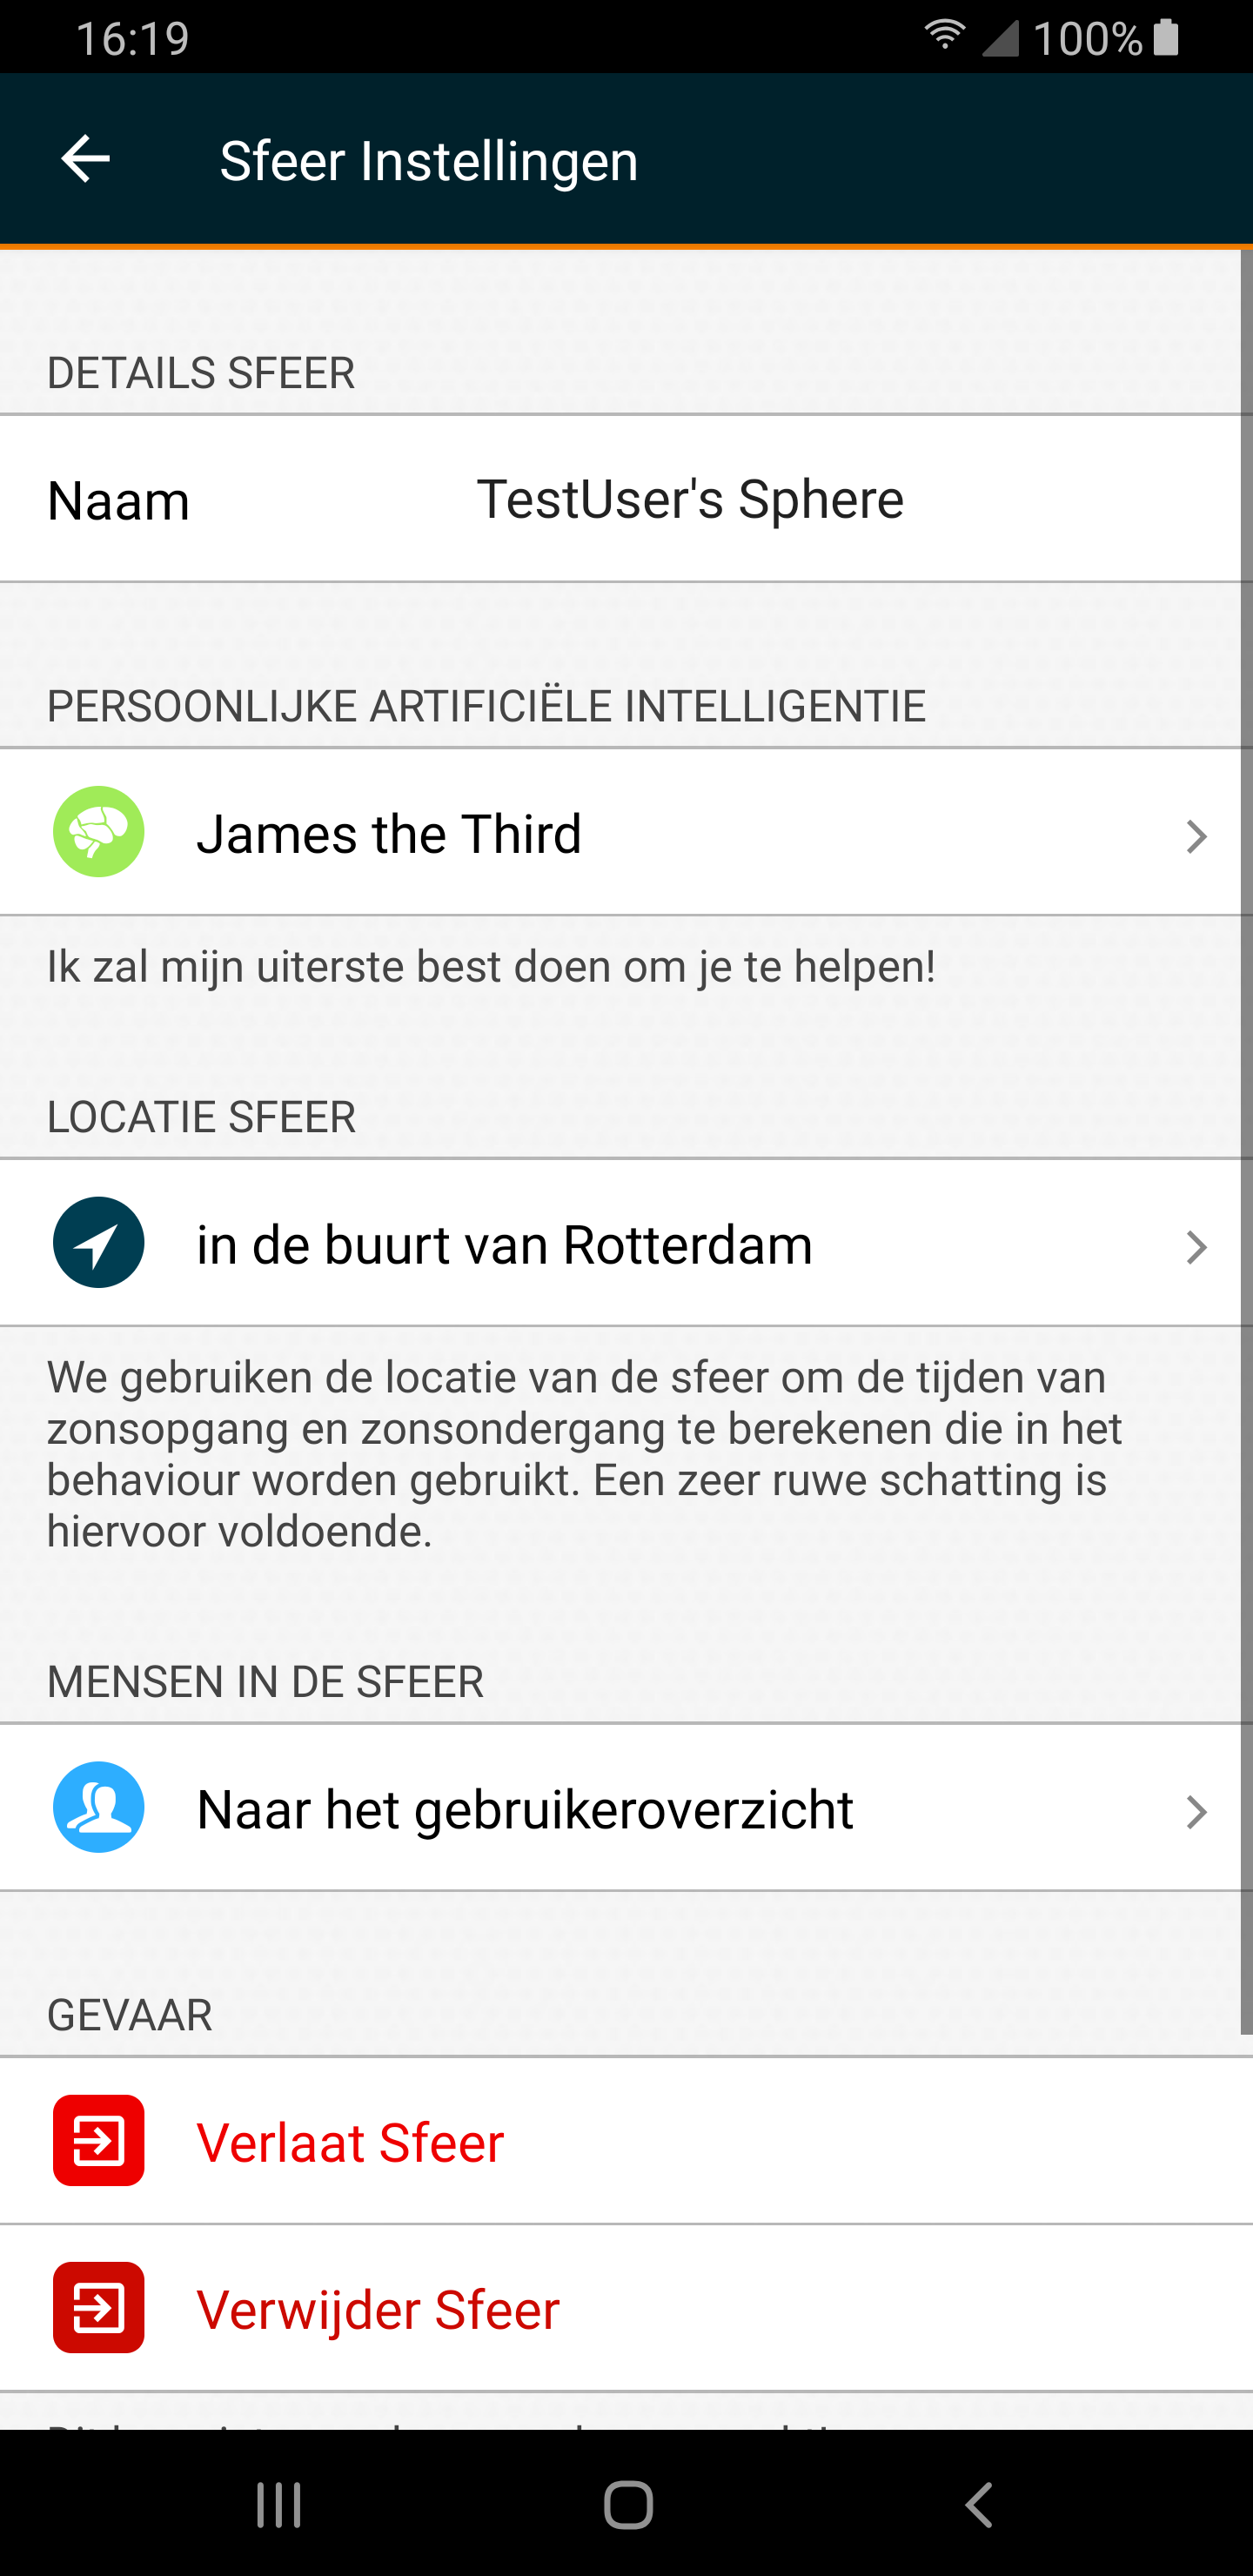 16:19
100%
Sfeer Instellingen
DETAILS SFEER
Naam
TestUser's Sphere
PERSOONLIJKE ARTIFICIËLE INTELLIGENTIE
James the Third
Ik zal mijn uiterste best doen om je te helpen!
LOCATIE SFEER
in de buurt van Rotterdam
We gebruiken de locatie van de sfeer om de tijden van
zonsopgang en zonsondergang te berekenen die in het
behaviour worden gebruikt. Een zeer ruwe schatting is
hiervoor voldoende.
MENSEN IN DE SFEER
Naar het gebruikeroverzicht
GEVAAR
Verlaat Sfeer
Verwijder Sfeer